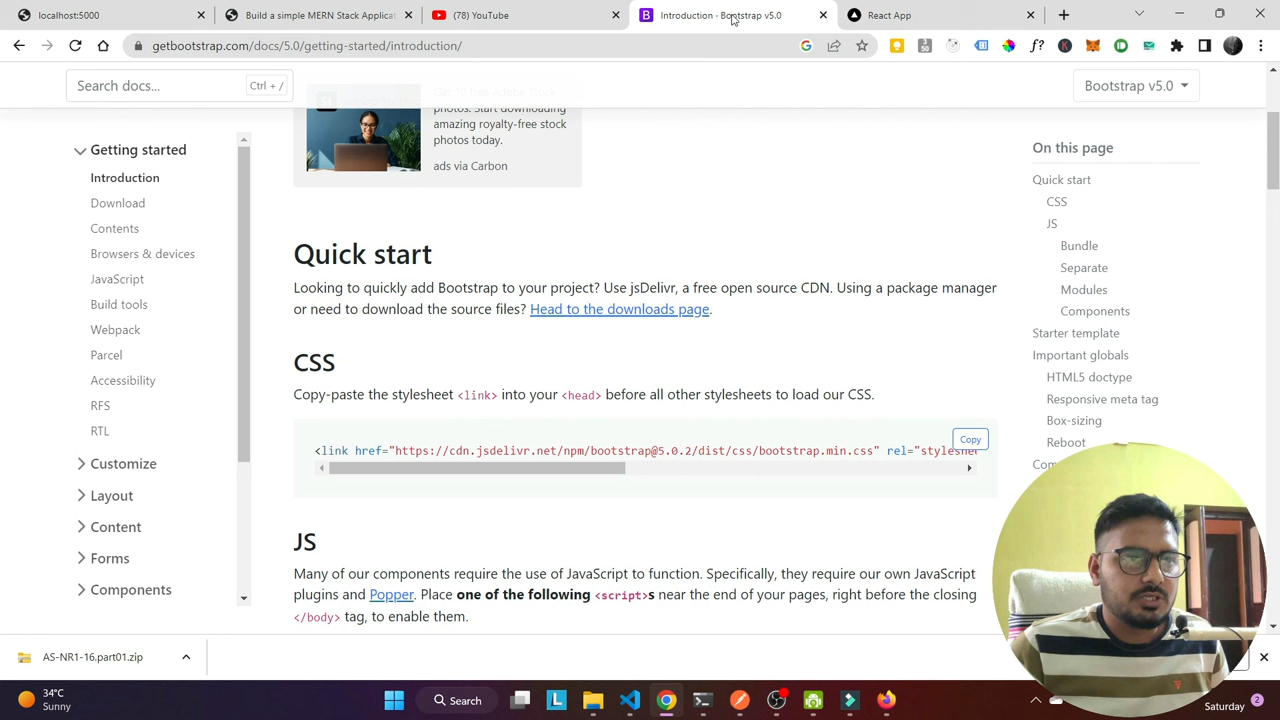 localhost:5000
Build a simple MERN Stack Applicat
(78) YouTube
Introduction · Bootstrap v5.0
React App
getbootstrap.com/docs/5.0/getting-started/introduction/
Search docs...
Ctrl + /
Bootstrap v5.0
Get 10 free Adobe Stock
photos. Start downloading
amazing royalty-free stock
photos today.
ads via Carbon
Getting started
Introduction
Download
Contents
Browsers & devices
JavaScript
Build tools
Webpack
Parcel
Accessibility
RFS
RTL
Customize
Layout
Content
Forms
Components
Quick start
Looking to quickly add Bootstrap to your project? Use jsDelivr, a free open source CDN. Using a package manager
or need to download the source files? Head to the downloads page.
CSS
Copy-paste the stylesheet <link> into your <head> before all other stylesheets to load our CSS.
Copy
<link href="https://cdn.jsdelivr.net/npm/bootstrap@5.0.2/dist/css/bootstrap.min.css" rel="styleshe
JS
Many of our components require the use of JavaScript to function. Specifically, they require our own JavaScript
plugins and Popper. Place one of the following <script>s near the end of your pages, right before the closing
</body> tag, to enable them.
On this page
Quick start
CSS
JS
Bundle
Separate
Modules
Components
Starter template
Important globals
HTML5 doctype
Responsive meta tag
Box-sizing
Reboot
AS-NR1-16.part01.zip
34°C
Sunny
Search
Saturday
2